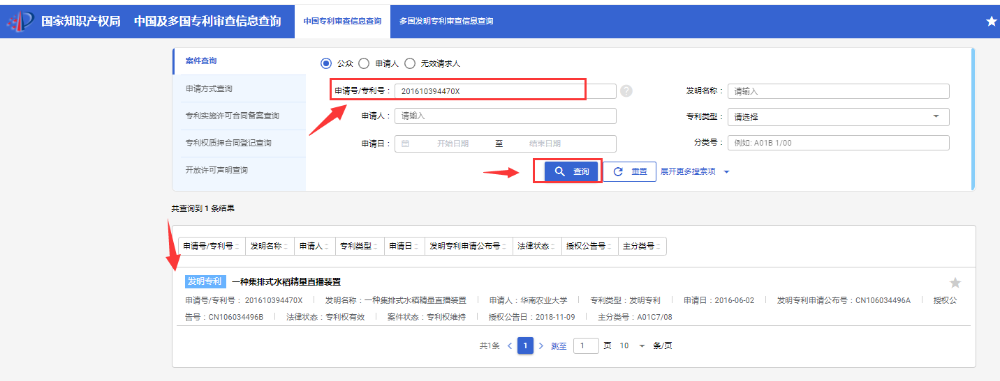 国家知识产权局 中国及多国专利审查信息查询 中国专利审查信息查询 多国发明专利审查信息查询
案件查询
申请方式查询
专利实施许可合同备案查询
专利权质押合同登记查询
开放许可声明查询
公众 申请人 无效请求人
申请号/专利号： 201610394470X ? 发明名称： 请输入
申请人： 请输入 专利类型： 请选择
申请日： 开始日期 至 结束日期 分类号： 例如: A01B 1/00
查询 重置 展开更多搜索项
共查询到 1 条结果
申请号/专利号 发明名称 申请人 专利类型 申请日 发明专利申请公布号 法律状态 授权公告号 主分类号
发明专利 一种集排式水稻精量直播装置
申请号/专利号： 201610394470X 发明名称：一种集排式水稻精量直播装置 申请人：华南农业大学 专利类型：发明专利 申请日：2016-06-02 发明专利申请公布号：CN106034496A 授权公
告号：CN106034496B 法律状态：专利权有效 案件状态：专利权维持 授权公告日：2018-11-09 主分类号：A01C7/08
共1条 1 跳至 1 页 10 条/页